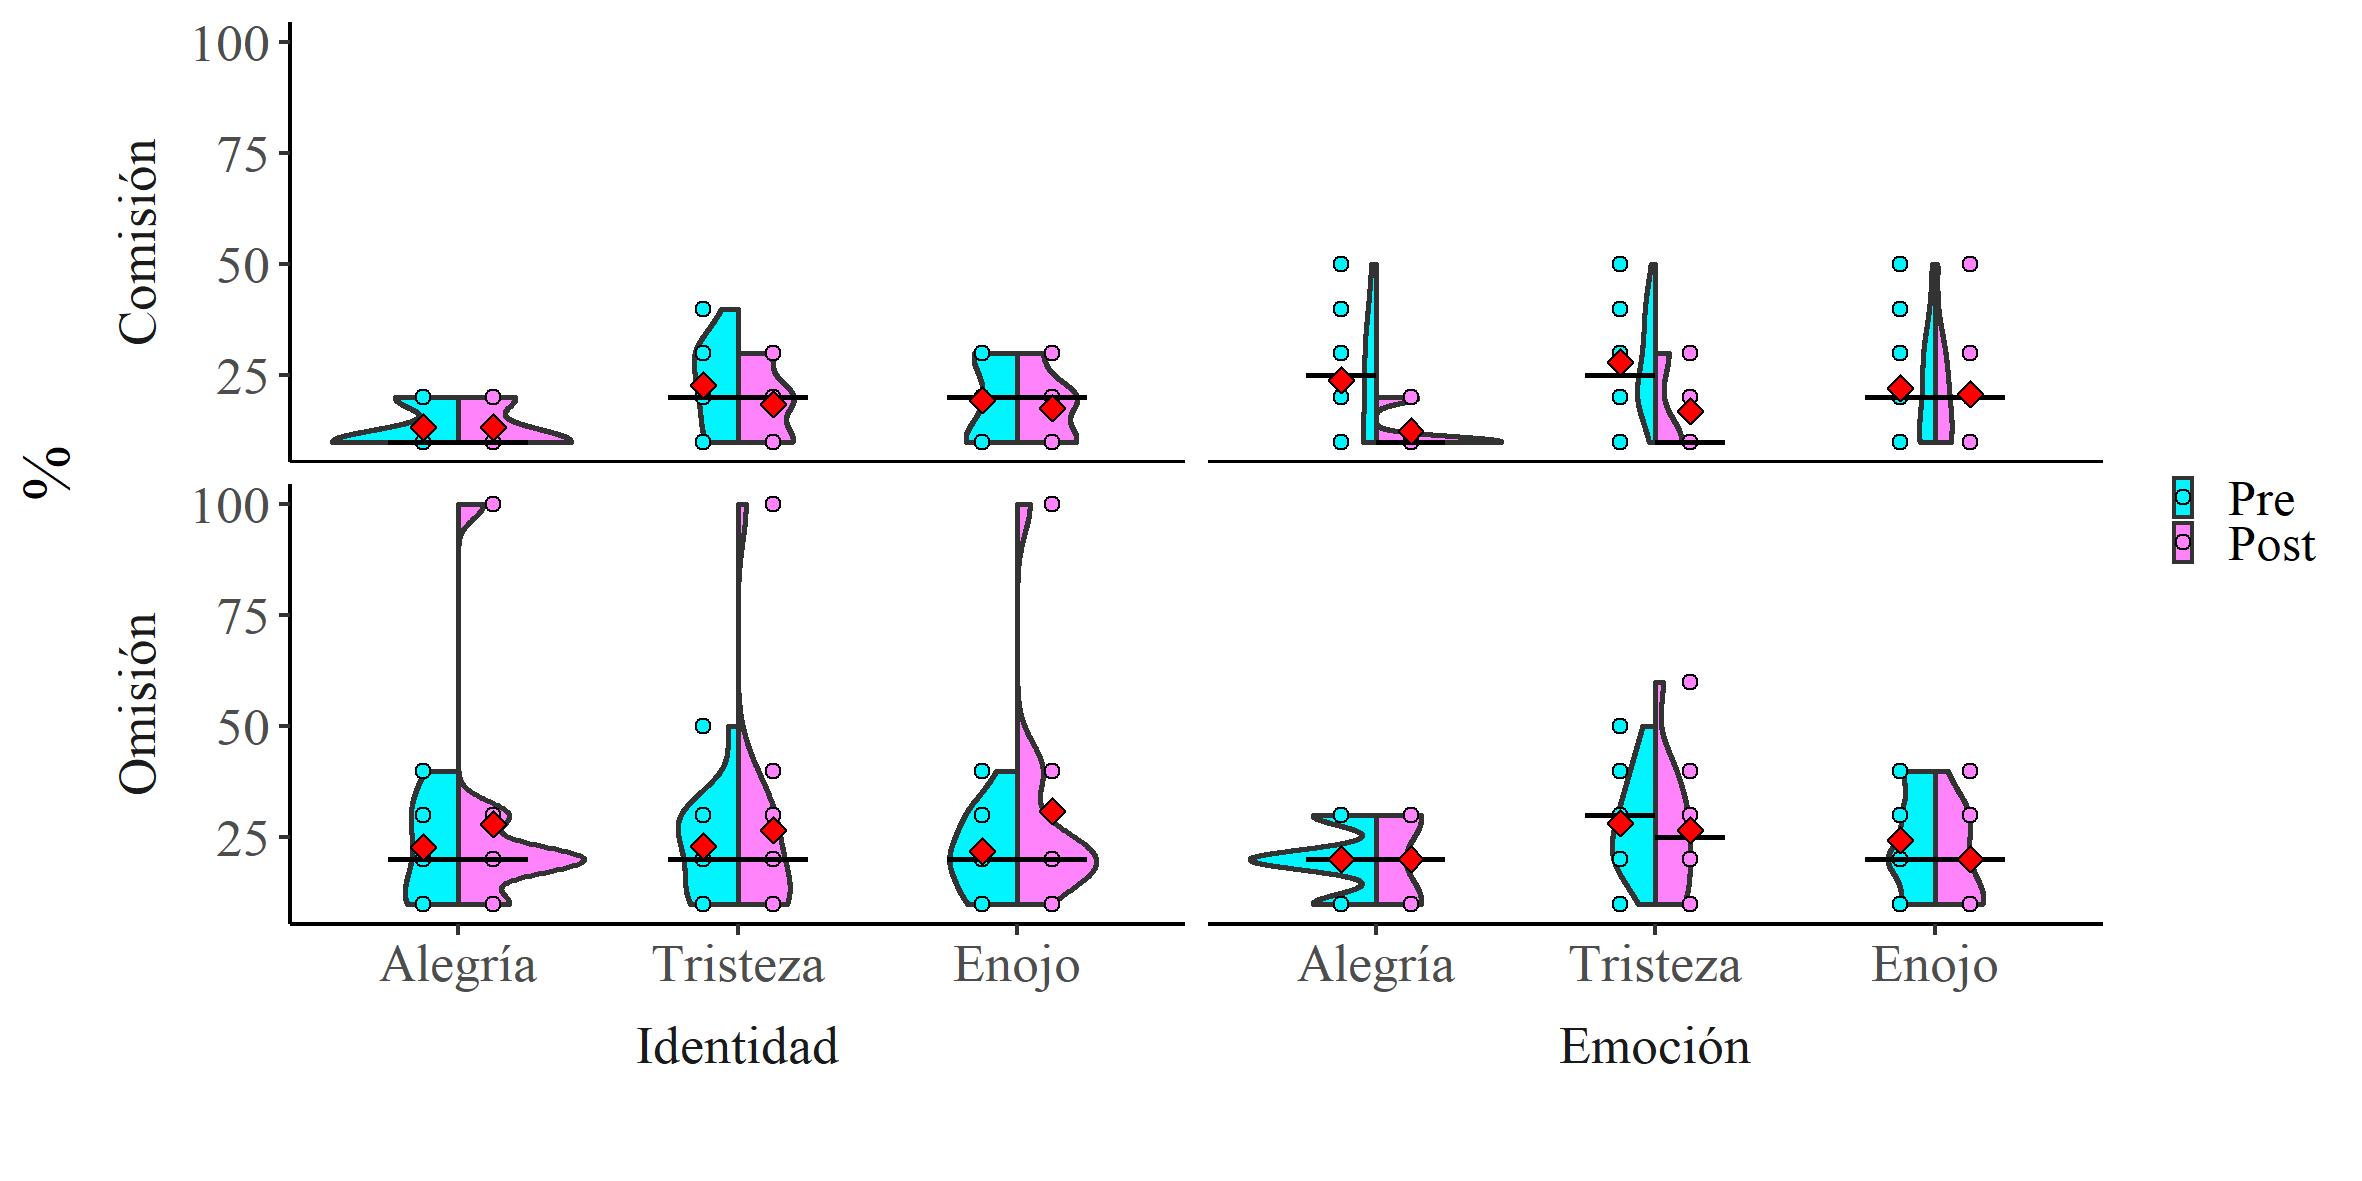 %
Comisión
100
75
50
25
Omisión
100
75
50
25
Alegría Tristeza Enojo Alegría Tristeza Enojo
Identidad Emoción
Pre
Post